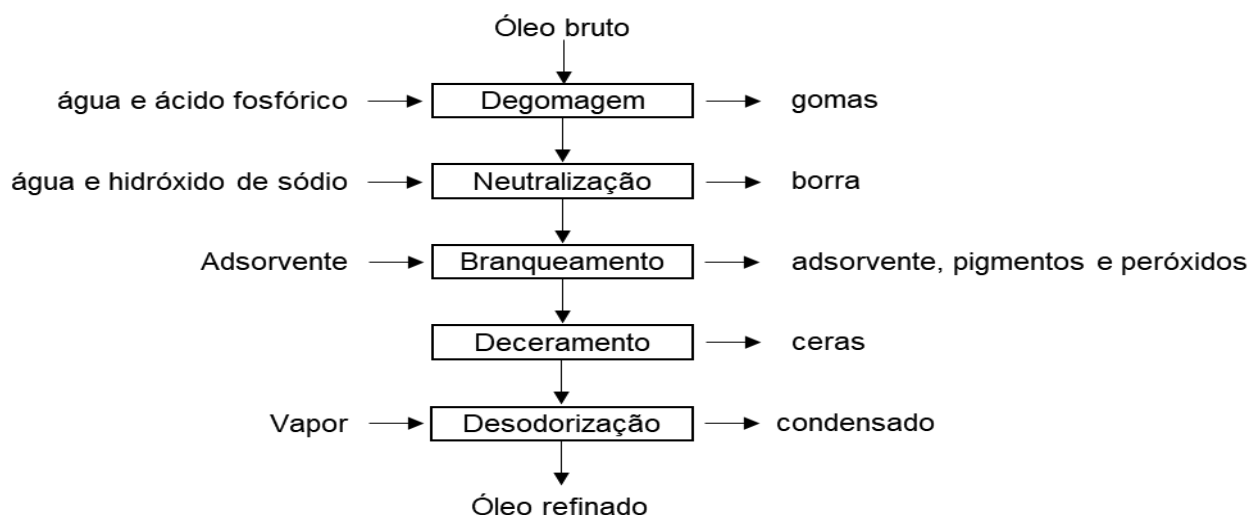 Óleo bruto
água e ácido fosfórico Degomagem gomas
água e hidróxido de sódio Neutralização borra
Adsorvente Branqueamento adsorvente, pigmentos e peróxidos
Deceramento ceras
Vapor Desodorização condensado
Óleo refinado